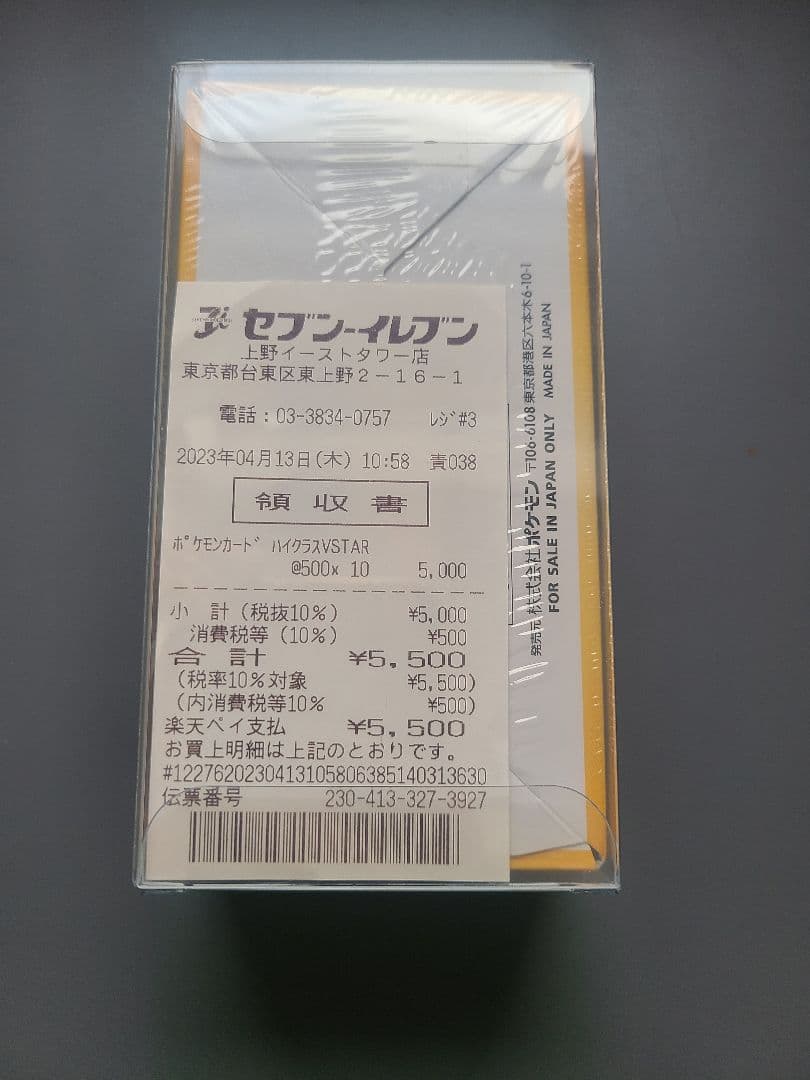 セブン-イレブン
上野イーストタワー店
東京都台東区東上野2-16-1
電話:03-3834-0757 レジ#3
2023年04月13日(木) 10:58 責038
領収書
ポケモンカード ハイクラスVSTAR
@500x 10 5,000
小 計(税抜10%) ¥5,000
消費税等(10%) ¥500
合計 ¥5,500
(税率10%対象 ¥5,500)
(内消費税等10% ¥500)
楽天ペイ支払 ¥5,500
お買上明細は上記のとおりです。
#1227620230413105806385140313630
伝票番号 230-413-327-3927
発売元 株式会社ポケモン 〒106-6108 東京都港区六本木6-10-1
FOR SALE IN JAPAN ONLY MADE IN JAPAN